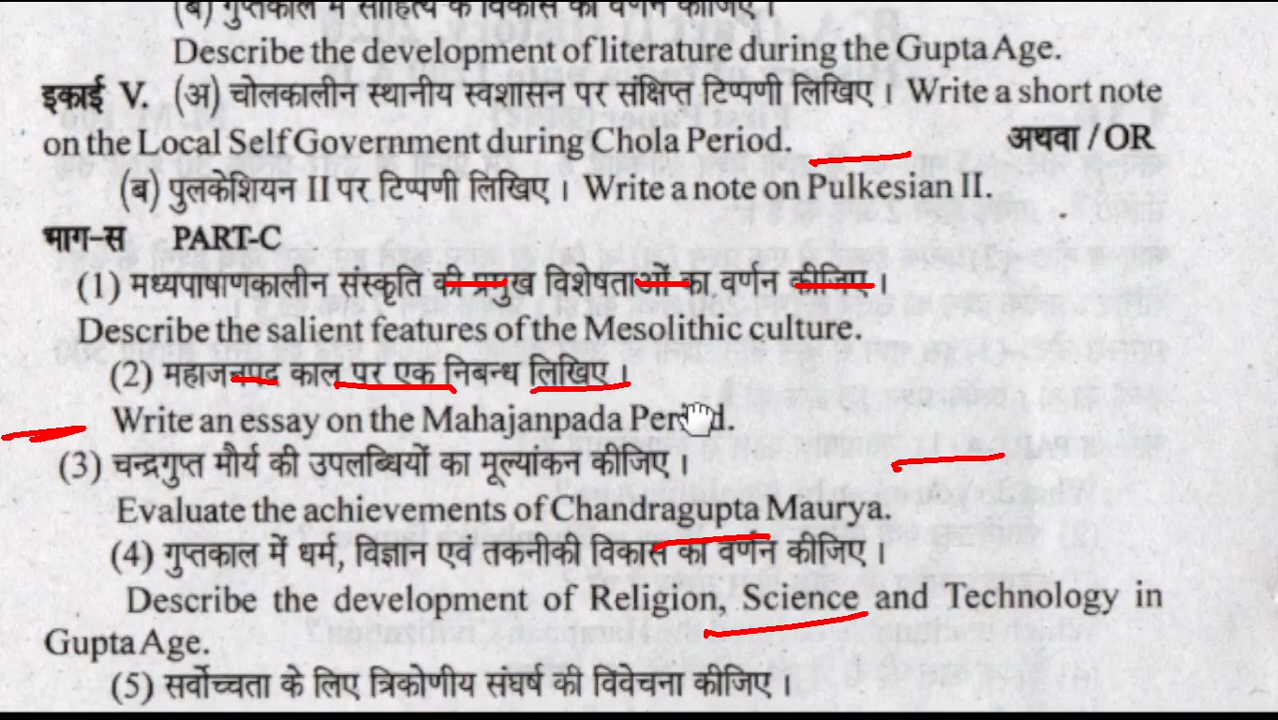 (ब) गुप्तकाल में साहित्य के विकास का वर्णन कीजिए।
Describe the development of literature during the Gupta Age.
इकाई V. (अ) चोलकालीन स्थानीय स्वशासन पर संक्षिप्त टिप्पणी लिखिए। Write a short note
on the Local Self Government during Chola Period. अथवा / OR
(ब) पुलकेशियन II पर टिप्पणी लिखिए। Write a note on Pulkesian II.
भाग-स PART-C
(1) मध्यपाषाणकालीन संस्कृति की प्रमुख विशेषताओं का वर्णन कीजिए।
Describe the salient features of the Mesolithic culture.
(2) महाजनपद काल पर एक निबन्ध लिखिए।
Write an essay on the Mahajanpada Period.
(3) चन्द्रगुप्त मौर्य की उपलब्धियों का मूल्यांकन कीजिए।
Evaluate the achievements of Chandragupta Maurya.
(4) गुप्तकाल में धर्म, विज्ञान एवं तकनीकी विकास का वर्णन कीजिए।
Describe the development of Religion, Science and Technology in
Gupta Age.
(5) सर्वोच्चता के लिए त्रिकोणीय संघर्ष की विवेचना कीजिए।